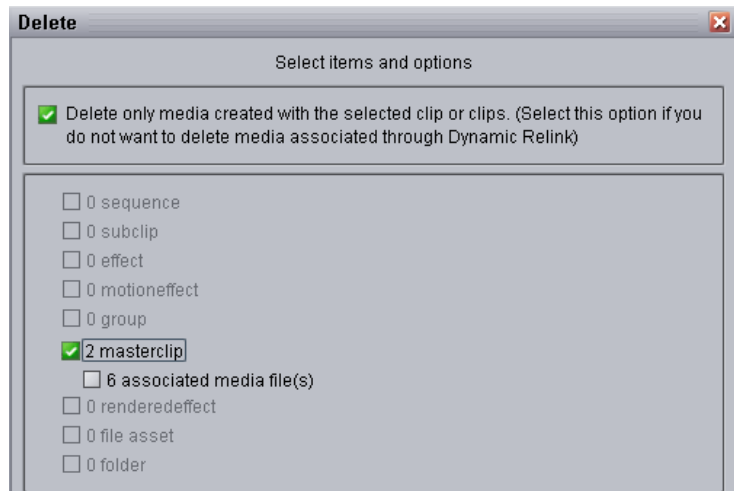 Delete
Select items and options
Delete only media created with the selected clip or clips. (Select this option if you
do not want to delete media associated through Dynamic Relink)
0 sequence
0 subclip
0 effect
0 motioneffect
0 group
2 masterclip
6 associated media file(s)
0 renderedeffect
0 file asset
0 folder